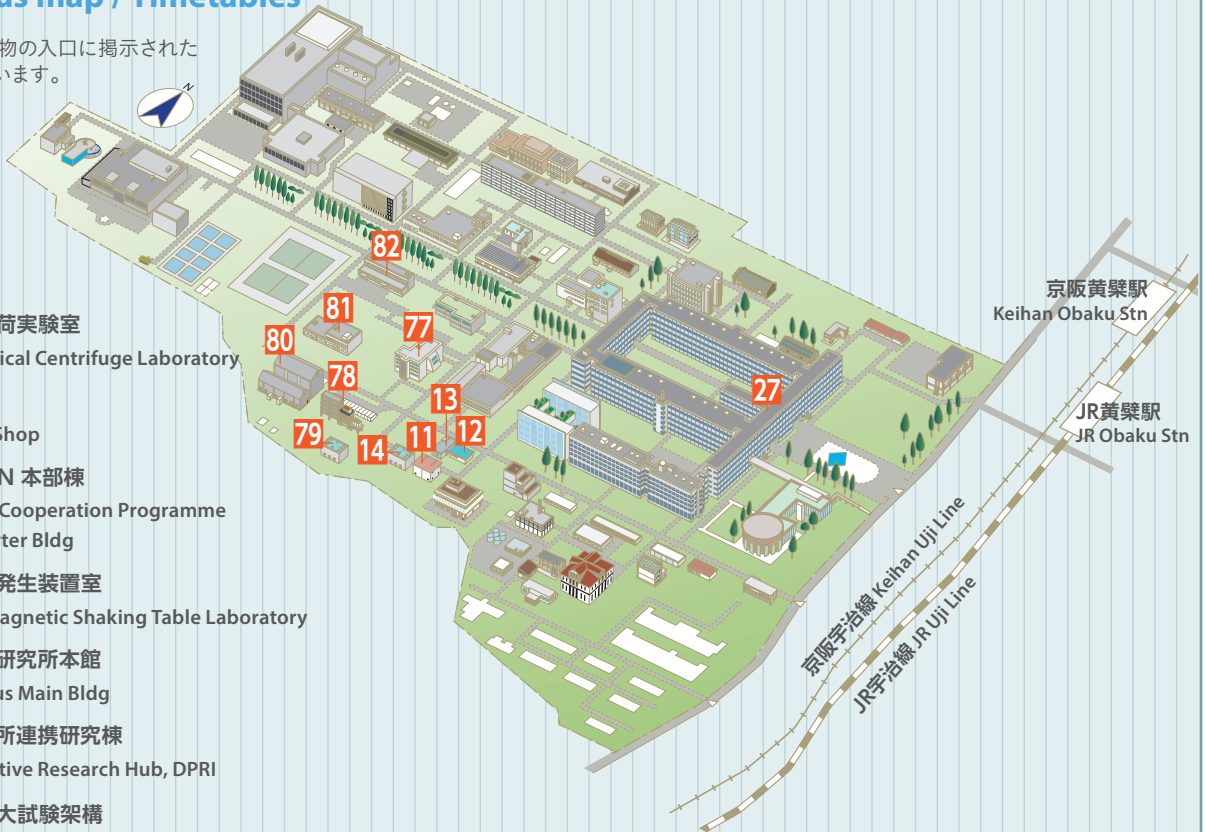 us map / Timetables
物の入口に掲示された
います。
N
82
81
80
77
78
79
14
11
13
12
27
京阪黄檗駅
Keihan Obaku Stn
JR黄檗駅
JR Obaku Stn
京阪宇治線 Keihan Uji Line
JR宇治線 JR Uji Line
荷実験室
ical Centrifuge Laboratory
Shop
N 本部棟
Cooperation Programme
ter Bldg
発生装置室
agnetic Shaking Table Laboratory
研究所本館
us Main Bldg
所連携研究棟
tive Research Hub, DPRI
大試験架構